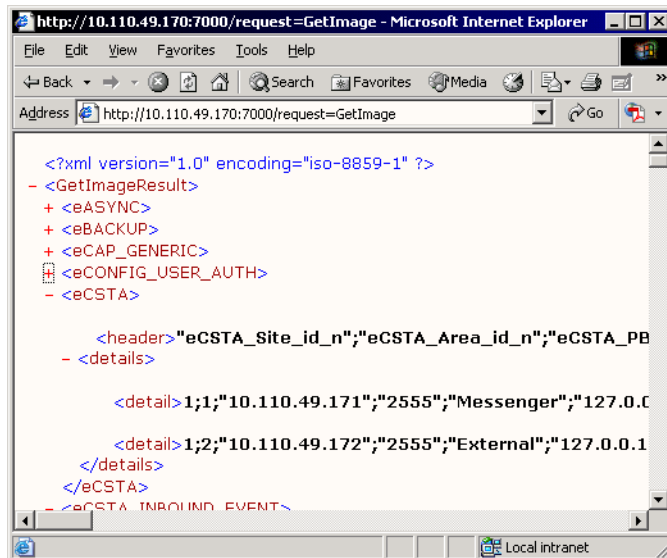 http://10.110.49.170:7000/request=GetImage - Microsoft Internet Explorer
File Edit View Favorites Tools Help
Back Search Favorites Media »
Address http://10.110.49.170:7000/request=GetImage Go
<?xml version="1.0" encoding="iso-8859-1" ?>
- <GetImageResult>
+ <eASYNC>
+ <eBACKUP>
+ <eCAP_GENERIC>
+ <eCONFIG_USER_AUTH>
- <eCSTA>
<header>"eCSTA_Site_id_n";"eCSTA_Area_id_n";"eCSTA_PB
- <details>
<detail>1;1;"10.110.49.171";"2555";"Messenger";"127.0.0
<detail>1;2;"10.110.49.172";"2555";"External";"127.0.0.1
</details>
</eCSTA>
- <eCSTA_INBOUND_EVENT>
Local intranet